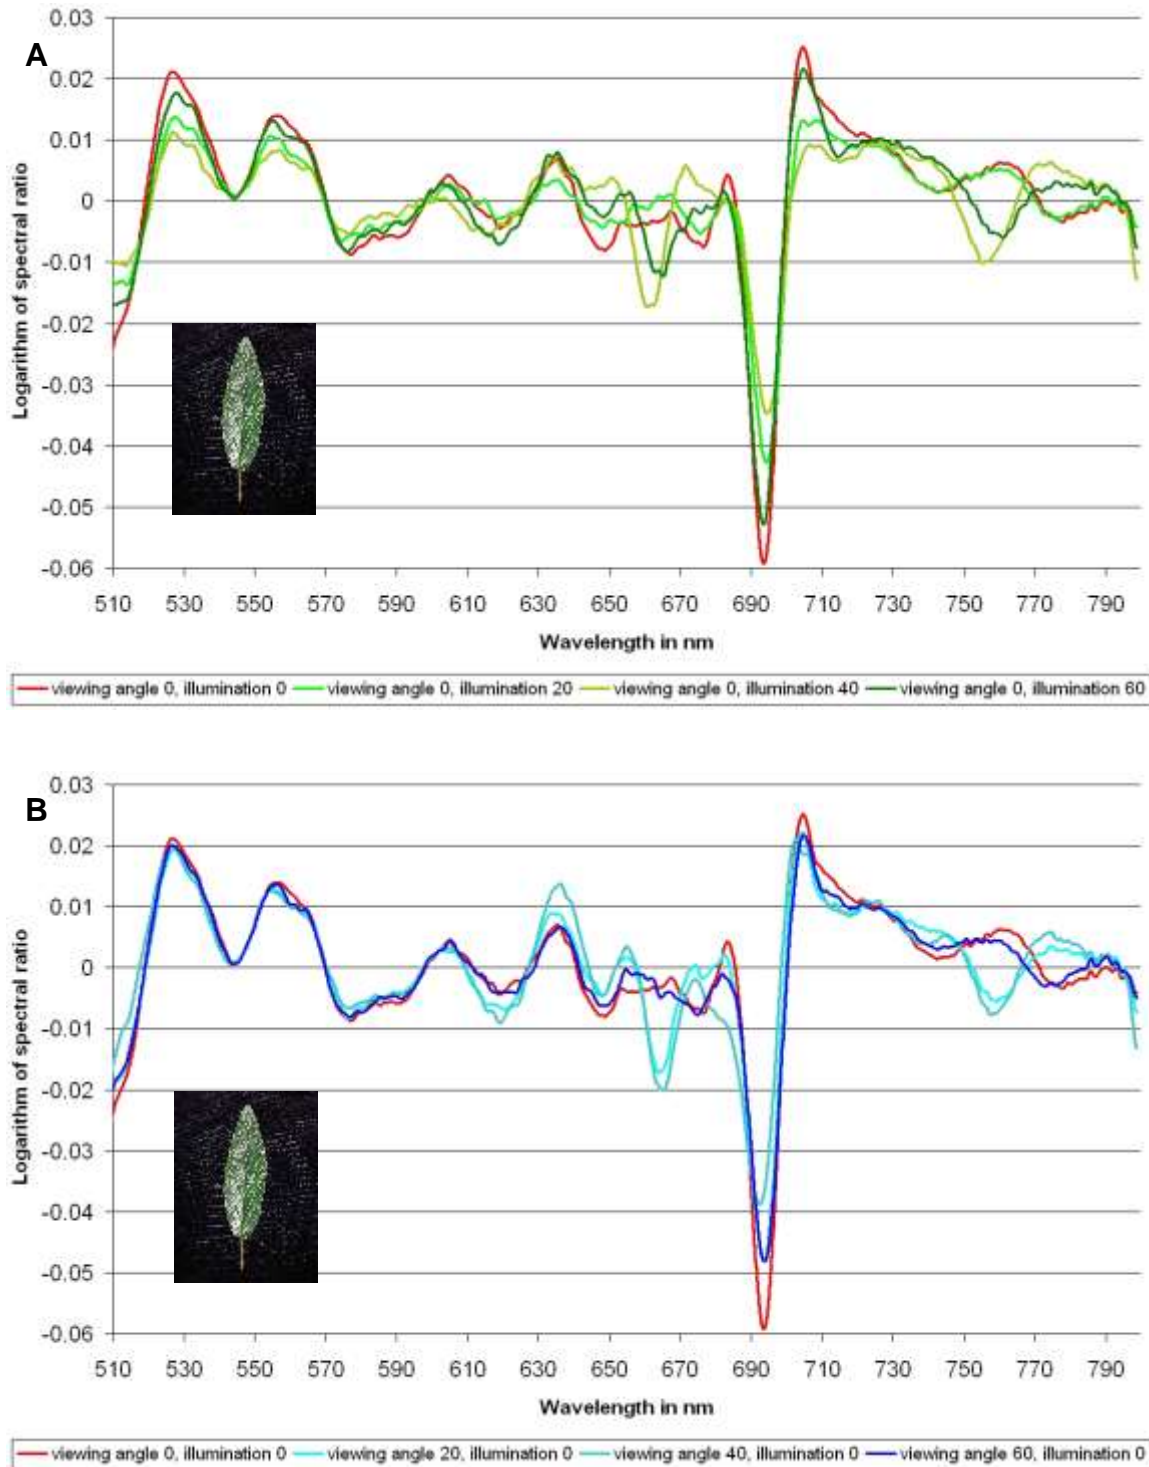 A
0.03
0.02
0.01
0
-0.01
-0.02
-0.03
-0.04
-0.05
-0.06
Logarithm of spectral ratio
510 530 550 570 590 610 630 650 670 690 710 730 750 770 790
Wavelength in nm
viewing angle 0, illumination 0 viewing angle 0, illumination 20 viewing angle 0, illumination 40 viewing angle 0, illumination 60
B
0.03
0.02
0.01
0
-0.01
-0.02
-0.03
-0.04
-0.05
-0.06
Logarithm of spectral ratio
510 530 550 570 590 610 630 650 670 690 710 730 750 770 790
Wavelength in nm
viewing angle 0, illumination 0 viewing angle 20, illumination 0 viewing angle 40, illumination 0 viewing angle 60, illumination 0